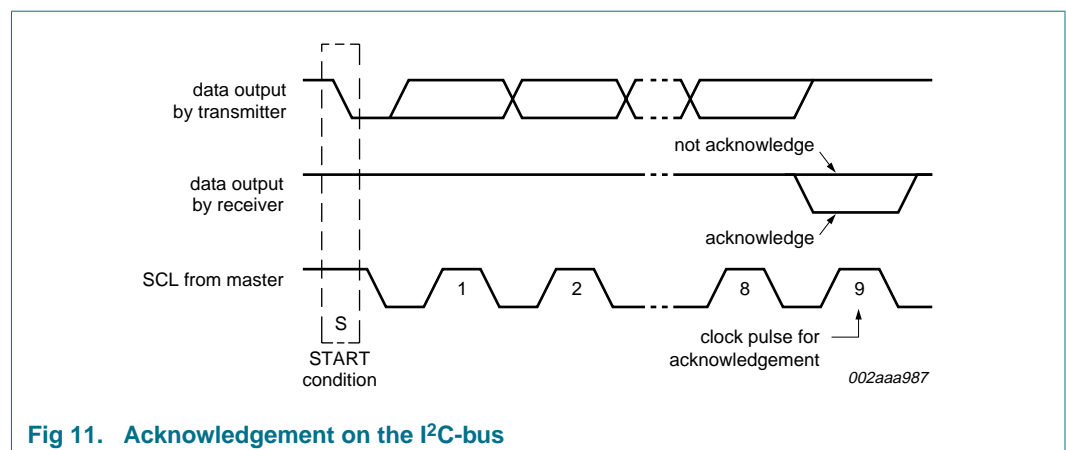 data output
by transmitter
not acknowledge
data output
by receiver
acknowledge
SCL from master
1
2
8
9
S
START
condition
clock pulse for
acknowledgement
002aaa987
Fig 11. Acknowledgement on the I²C-bus